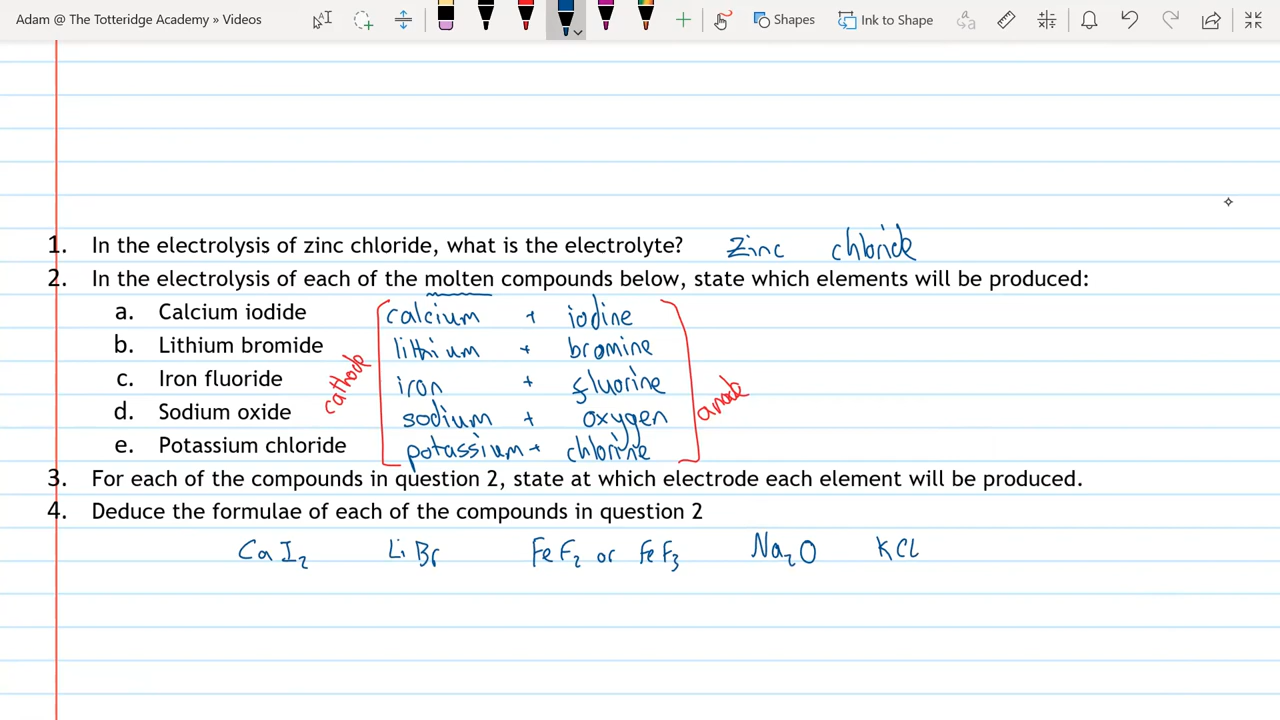 Adam @ The Totteridge Academy » Videos
Shapes
Ink to Shape
1. In the electrolysis of zinc chloride, what is the electrolyte? Zinc chloride
2. In the electrolysis of each of the molten compounds below, state which elements will be produced:
a. Calcium iodide calcium + iodine
b. Lithium bromide lithium + bromine
c. Iron fluoride iron + fluorine
d. Sodium oxide sodium + oxygen
e. Potassium chloride potassium + chlorine
cathode
anode
3. For each of the compounds in question 2, state at which electrode each element will be produced.
4. Deduce the formulae of each of the compounds in question 2
CaI₂ LiBr FeF₂ or FeF₃ Na₂O KCl